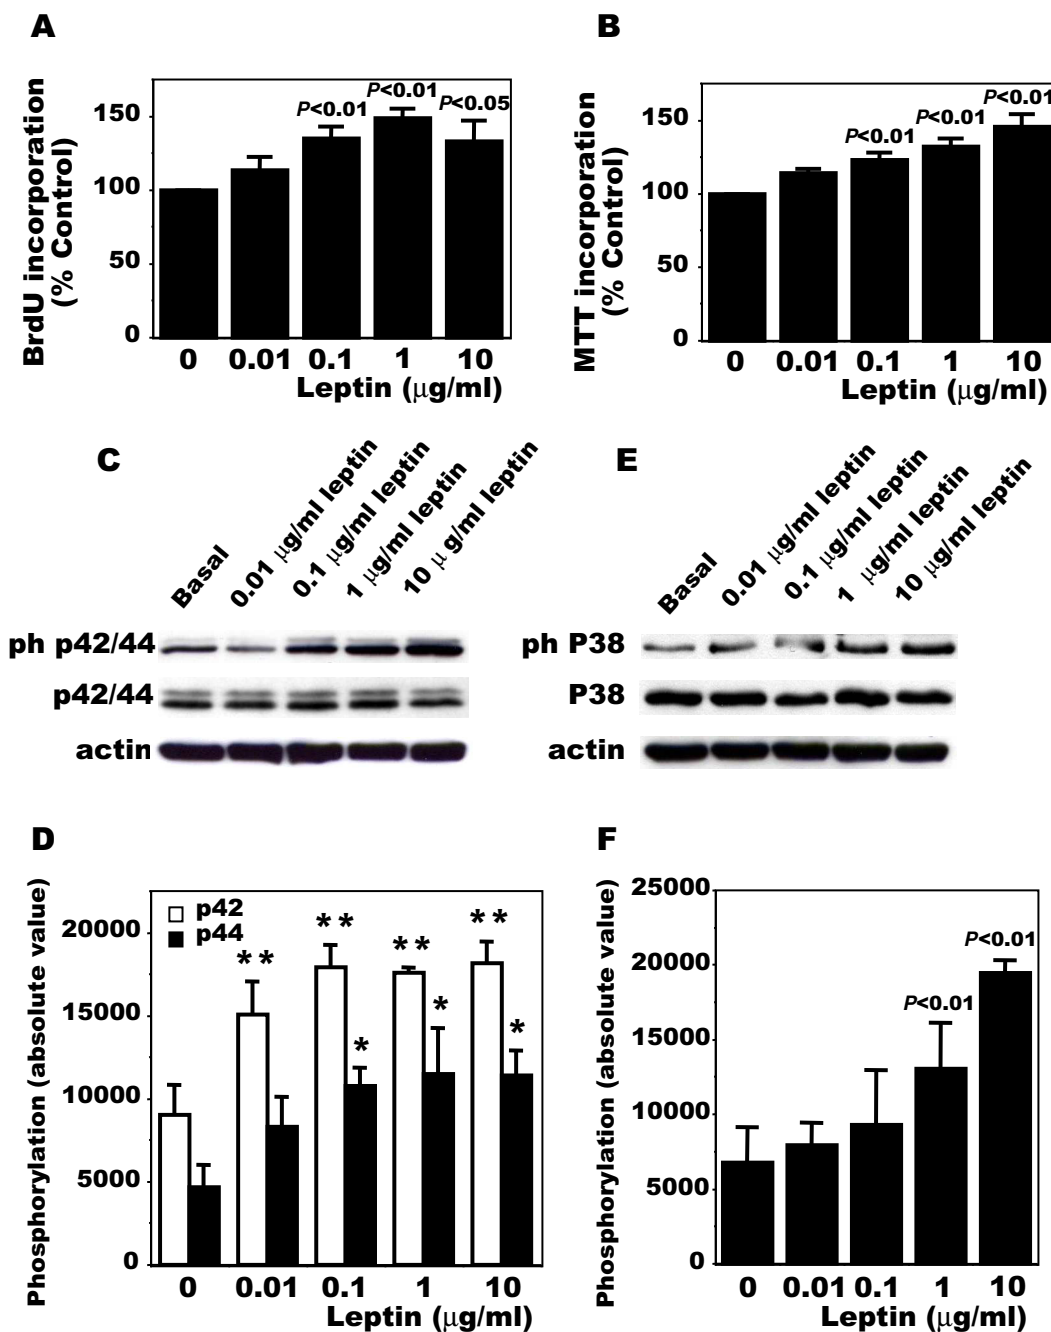 A
BrdU incorporation
(% Control)
150
100
50
0
P<0.01
P<0.01
P<0.05
0 0.01 0.1 1 10
Leptin (μg/ml)
B
MTT incorporation
(% Control)
150
100
50
0
P<0.01
P<0.01
P<0.01
0 0.01 0.1 1 10
Leptin (μg/ml)
C
Basal
0.01 μg/ml leptin
0.1 μg/ml leptin
1 μg/ml leptin
10 μ g/ml leptin
ph p42/44
p42/44
actin
E
Basal
0.01 μg/ml leptin
0.1 μg/ml leptin
1 μg/ml leptin
10 μg/ml leptin
ph P38
P38
actin
D
Phosphorylation (absolute value)
20000
15000
10000
5000
0
p42
p44
**
**
**
**
*
*
*
0 0.01 0.1 1 10
Leptin (μg/ml)
F
Phosphorylation (absolute value)
25000
20000
15000
10000
5000
0
P<0.01
P<0.01
0 0.01 0.1 1 10
Leptin (μg/ml)